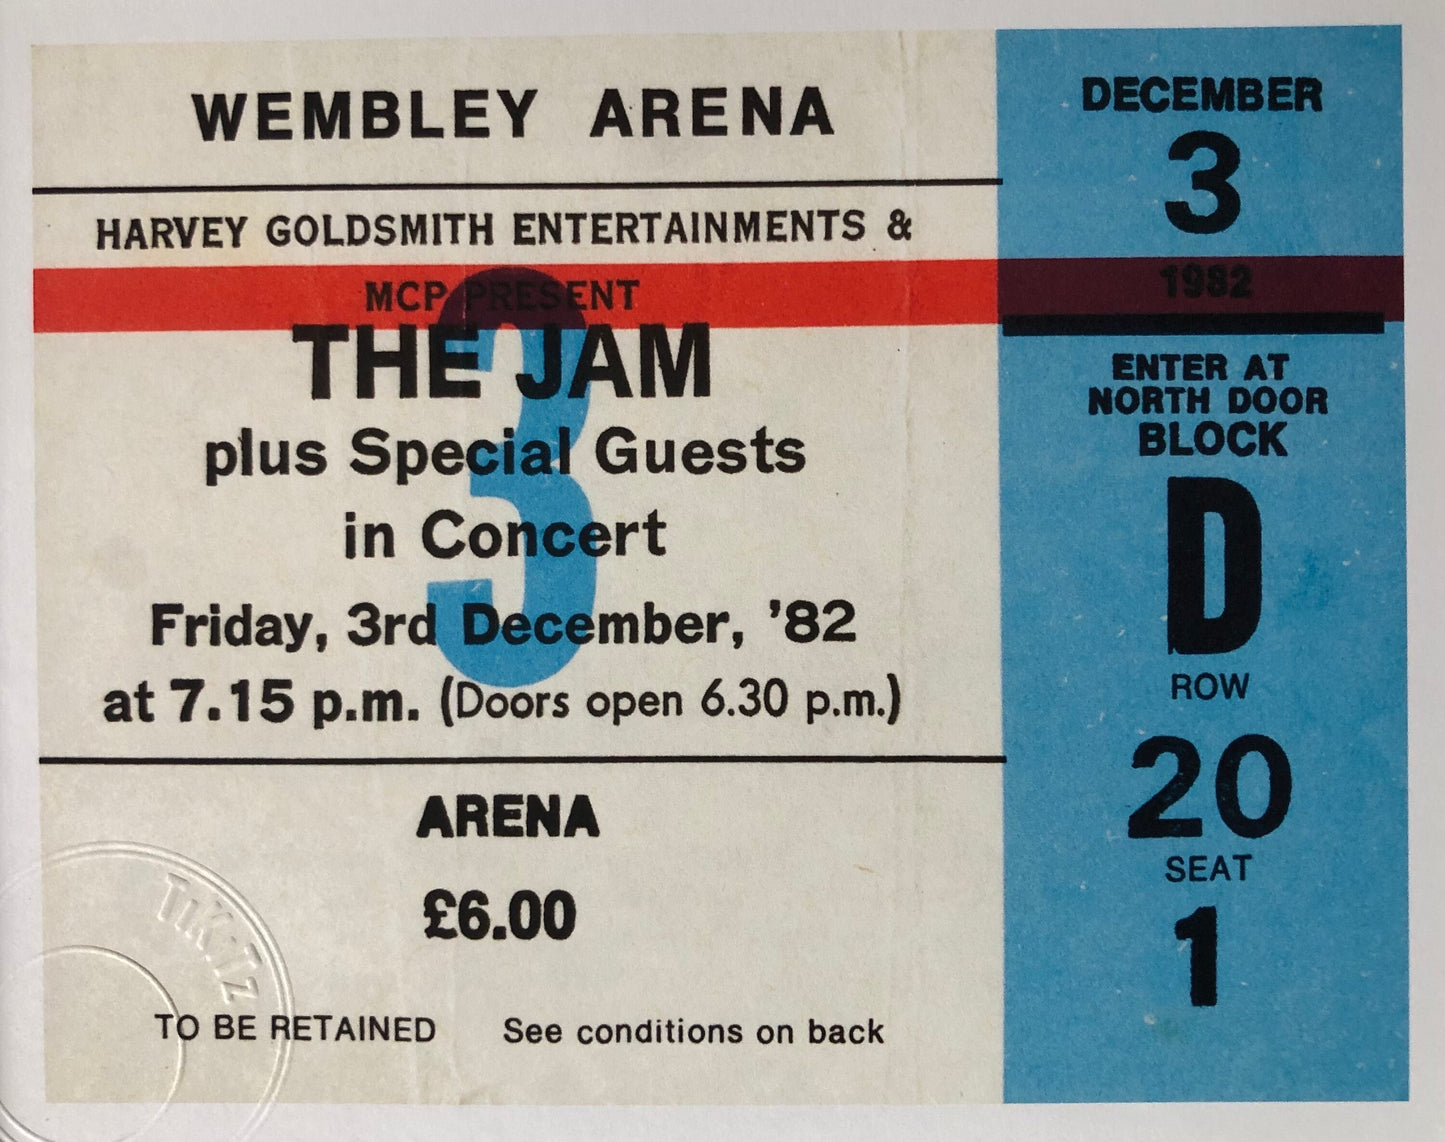 WEMBLEY ARENA
HARVEY GOLDSMITH ENTERTAINMENTS &
MCP PRESENT
3
THE JAM
plus Special Guests
in Concert
Friday, 3rd December, '82
at 7.15 p.m. (Doors open 6.30 p.m.)
ARENA
£6.00
TO BE RETAINED See conditions on back
TiKiTz
DECEMBER
3
1982
ENTER AT
NORTH DOOR
BLOCK
D
ROW
20
SEAT
1